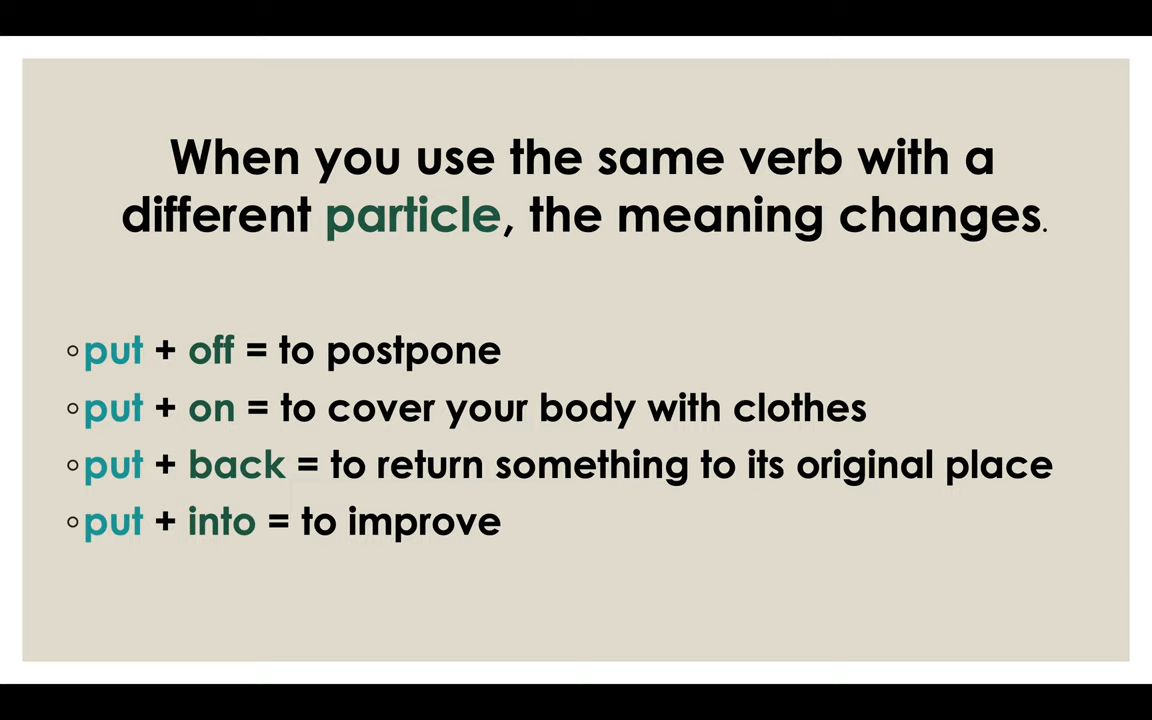 When you use the same verb with a
different particle, the meaning changes.
◦put + off = to postpone
◦put + on = to cover your body with clothes
◦put + back = to return something to its original place
◦put + into = to improve